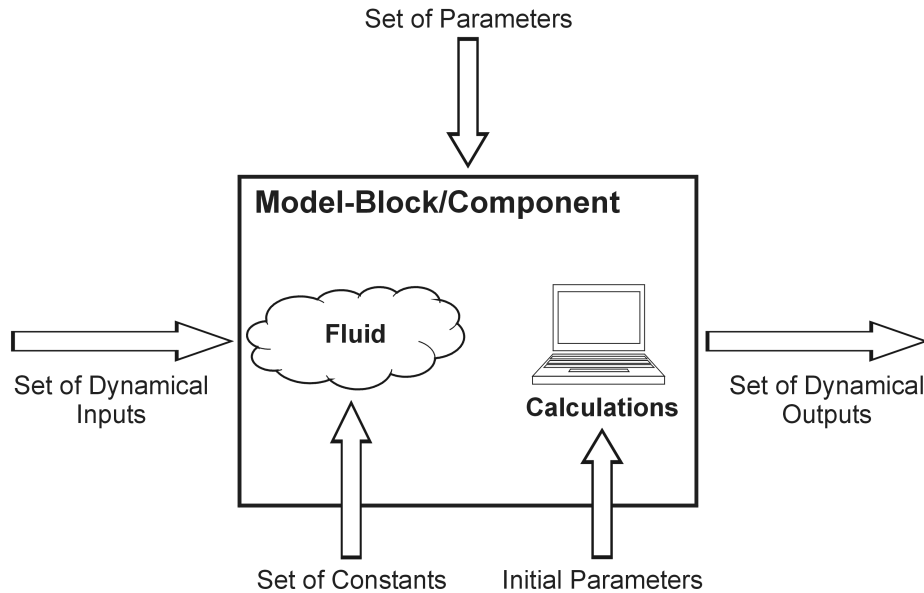 Set of Parameters
Model-Block/Component
Fluid
Set of Dynamical
Inputs
Calculations
Set of Dynamical
Outputs
Set of Constants
Initial Parameters